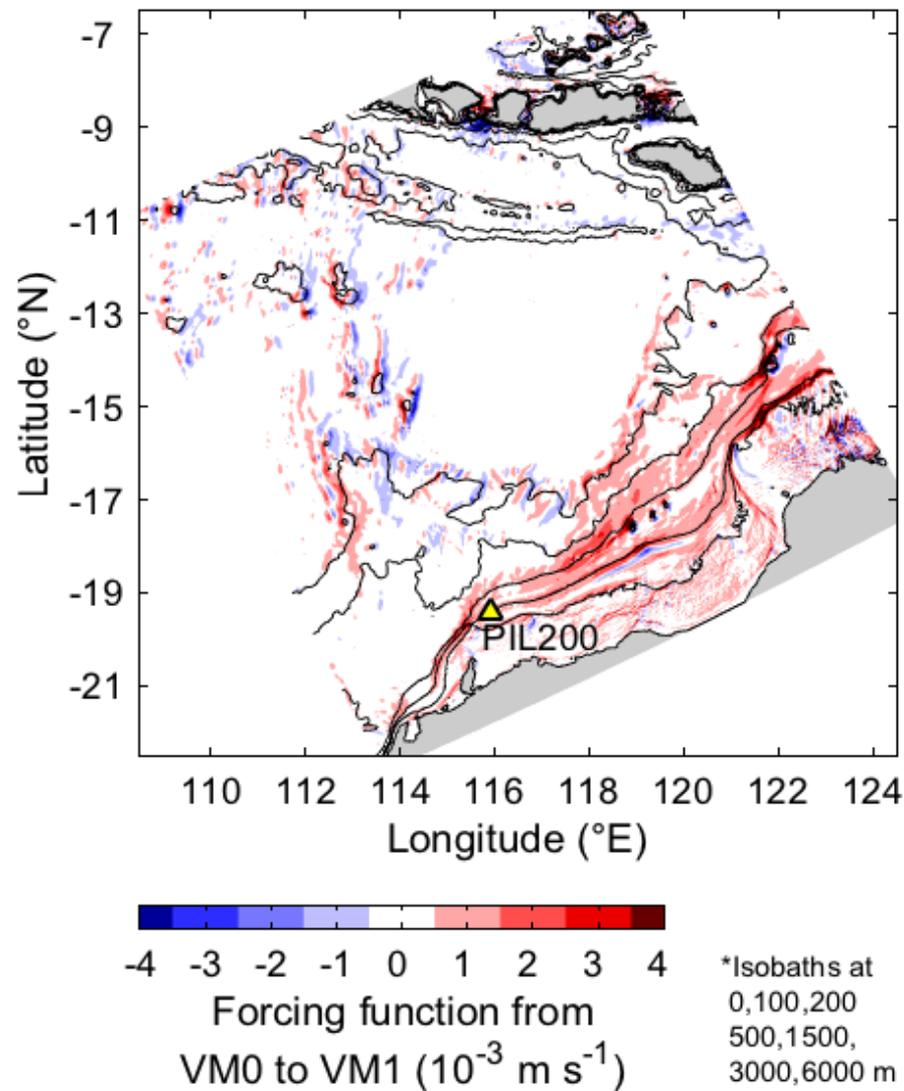 -7
-9
-11
-13
-15
-17
-19
-21
Latitude (°N)
PIL200
110 112 114 116 118 120 122 124
Longitude (°E)
-4 -3 -2 -1 0 1 2 3 4
Forcing function from
VM0 to VM1 (10⁻³ m s⁻¹)
*Isobaths at
0,100,200
500,1500,
3000,6000 m